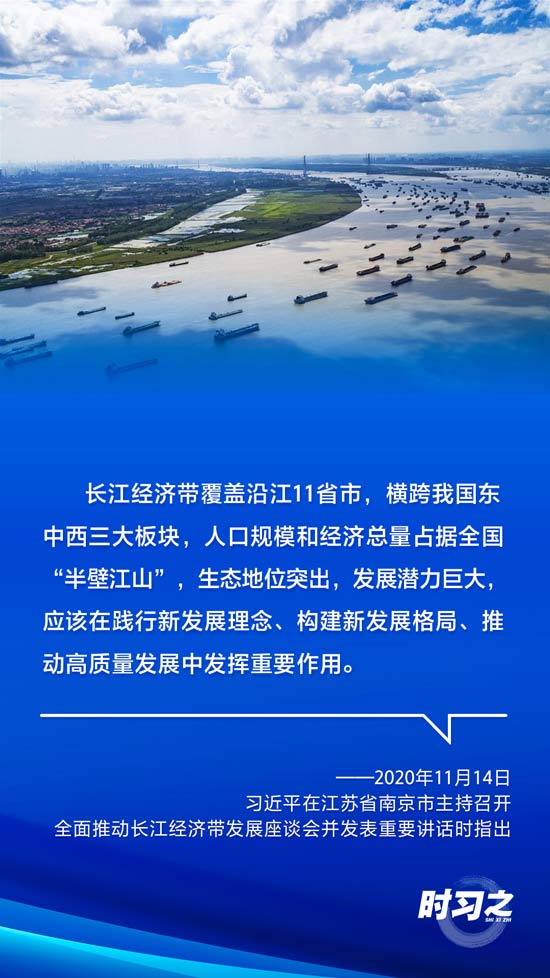 长江经济带覆盖沿江11省市，横跨我国东
中西三大板块，人口规模和经济总量占据全国
“半壁江山”，生态地位突出，发展潜力巨大，
应该在践行新发展理念、构建新发展格局、推
动高质量发展中发挥重要作用。
——2020年11月14日
习近平在江苏省南京市主持召开
全面推动长江经济带发展座谈会并发表重要讲话时指出
时习之
SHI XI ZHI